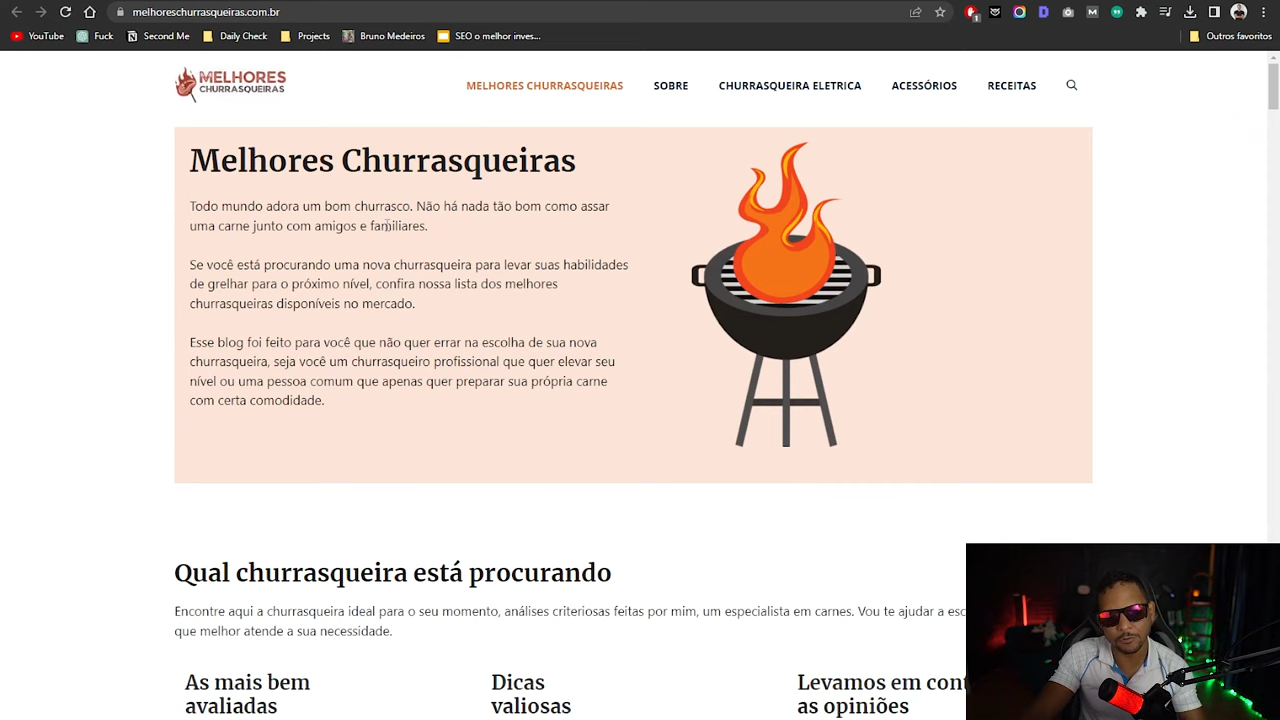 melhoreschurrasqueiras.com.br
1
YouTube
Fuck
Second Me
Daily Check
Projects
Bruno Medeiros
SEO o melhor inves...
Outros favoritos
MELHORES
CHURRASQUEIRAS
MELHORES CHURRASQUEIRAS
SOBRE
CHURRASQUEIRA ELETRICA
ACESSÓRIOS
RECEITAS
Melhores Churrasqueiras
Todo mundo adora um bom churrasco. Não há nada tão bom como assar
uma carne junto com amigos e familiares.
Se você está procurando uma nova churrasqueira para levar suas habilidades
de grelhar para o próximo nível, confira nossa lista dos melhores
churrasqueiras disponíveis no mercado.
Esse blog foi feito para você que não quer errar na escolha de sua nova
churrasqueira, seja você um churrasqueiro profissional que quer elevar seu
nível ou uma pessoa comum que apenas quer preparar sua própria carne
com certa comodidade.
Qual churrasqueira está procurando
Encontre aqui a churrasqueira ideal para o seu momento, análises criteriosas feitas por mim, um especialista em carnes. Vou te ajudar a esc
que melhor atende a sua necessidade.
As mais bem
avaliadas
Dicas
valiosas
Levamos em cont
as opiniões